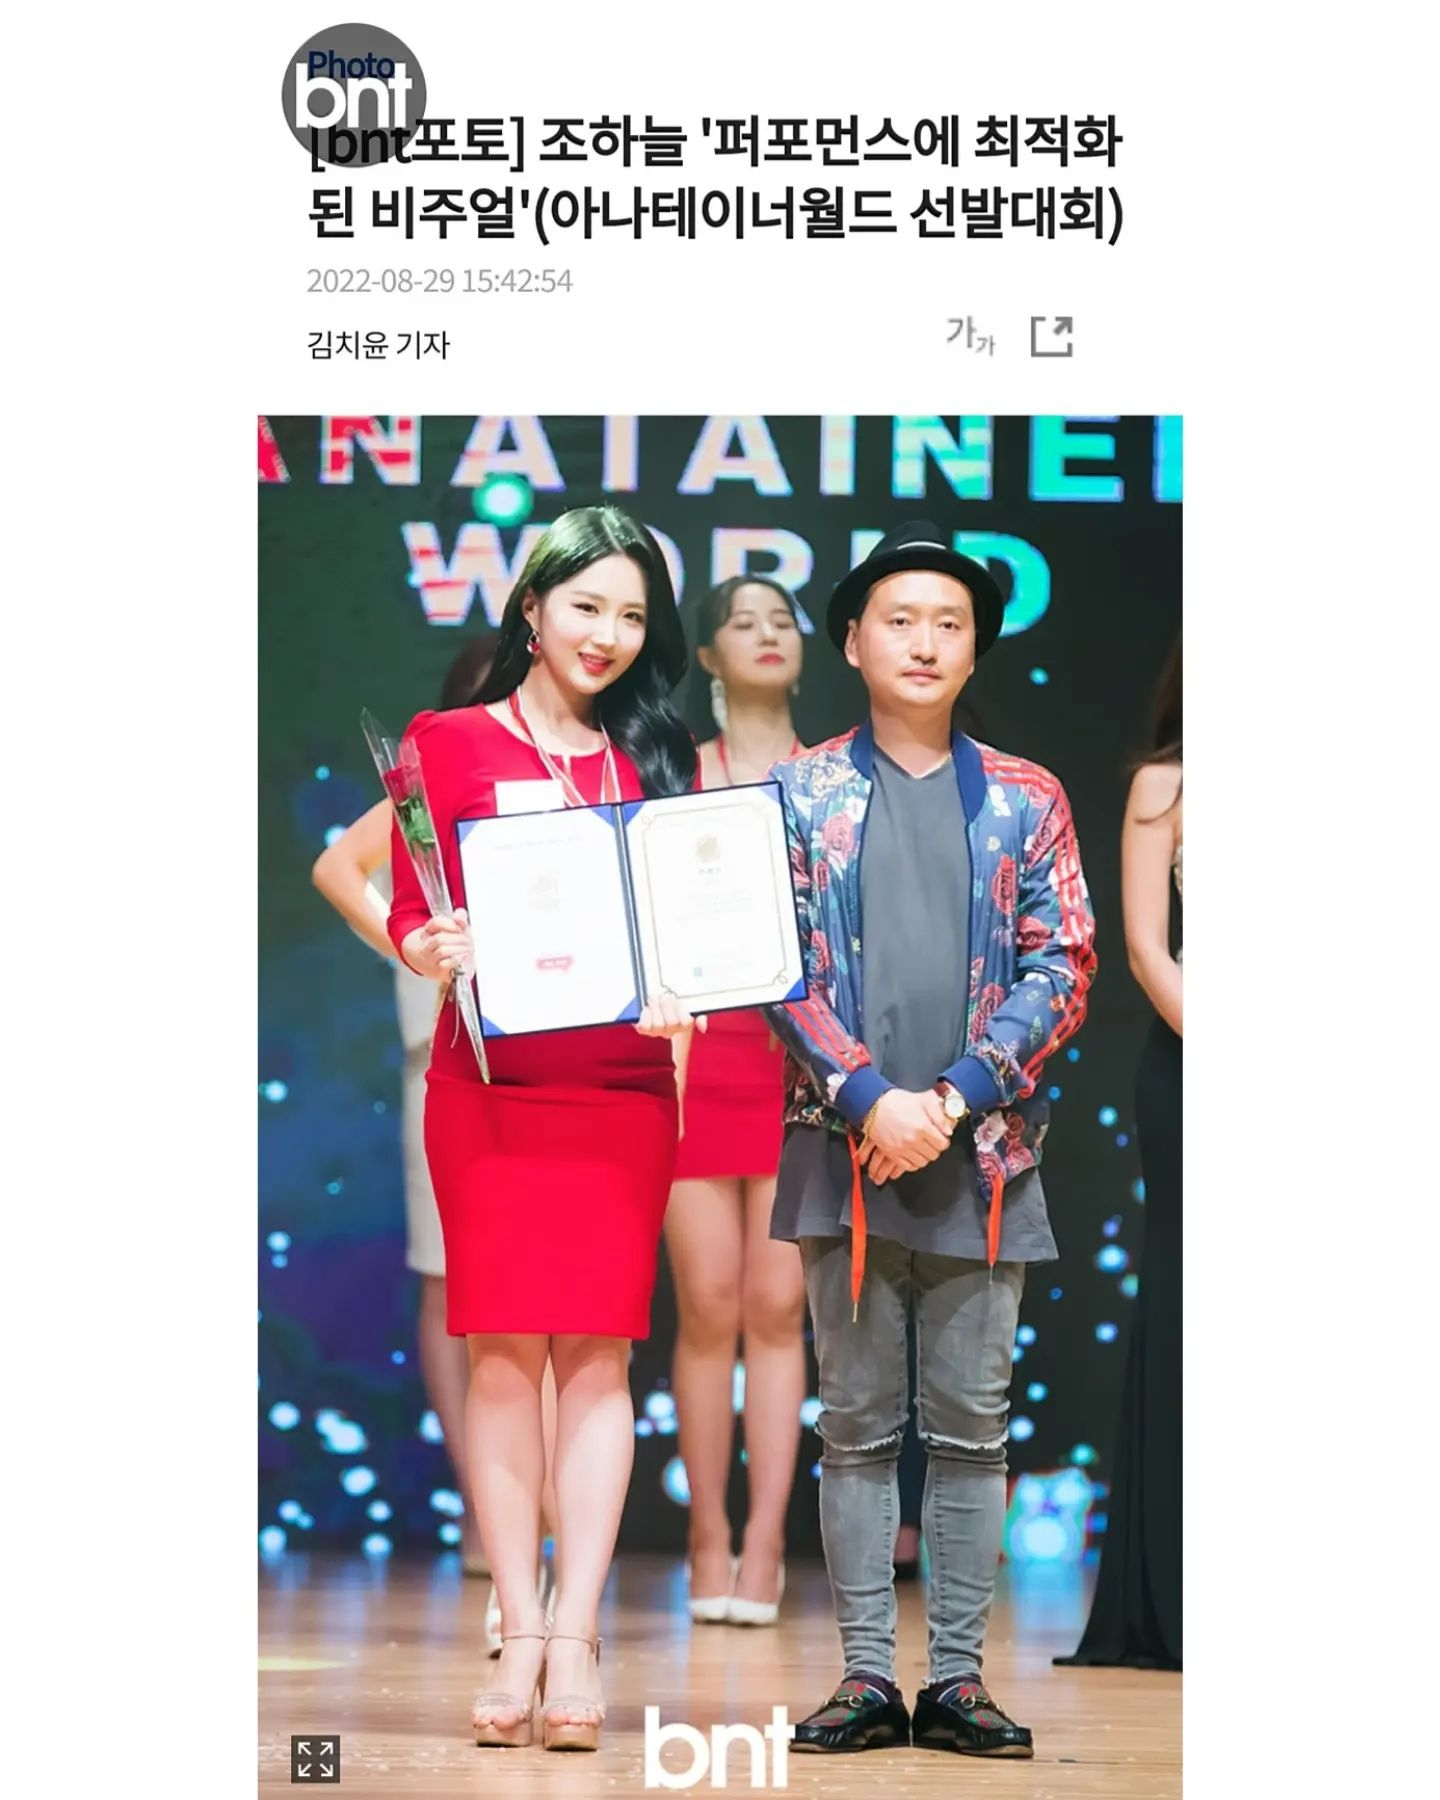 Photo
bnt
[bnt포토] 조하늘 '퍼포먼스에 최적화
된 비주얼'(아나테이너월드 선발대회)
2022-08-29 15:42:54
김치윤 기자
가가
ANATAINE
WORLD
bnt